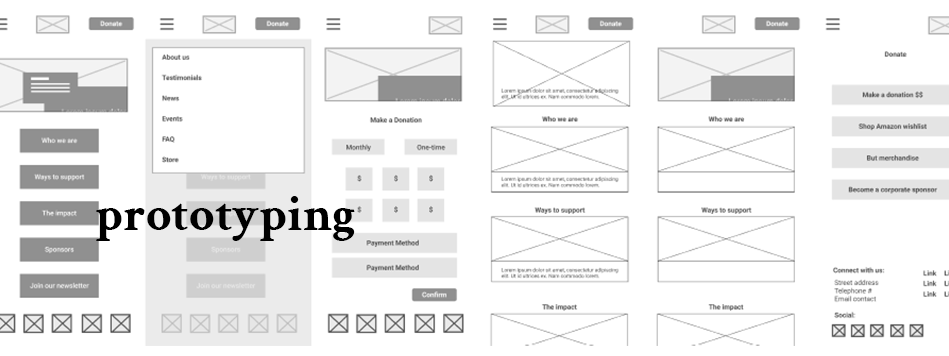 Donate
Who we are
Ways to support
The impact
Sponsors
Join our newsletter
Donate
About us
Testimonials
News
Events
FAQ
Store
Ways to support
Sponsors
Join our newsletter
prototyping
Make a Donation
Monthly
One-time
$ $ $
$ $ $
Payment Method
Payment Method
Confirm
Donate
Lorem ipsum dolor sit amet, consectetur adipiscing
elit. Ut id ultrices ex. Nam commodo lorem.
Who we are
Lorem ipsum dolor sit amet, consectetur adipiscing
elit. Ut id ultrices ex. Nam commodo lorem.
Ways to support
Lorem ipsum dolor sit amet, consectetur adipiscing
elit. Ut id ultrices ex. Nam commodo lorem.
The impact
Donate
Lorem ipsum dolor
Who we are
Ways to support
The impact
Donate
Make a donation $$
Shop Amazon wishlist
But merchandise
Become a corporate sponsor
Connect with us:
Street address
Telephone #
Email contact
Link
Link
Link
Social: